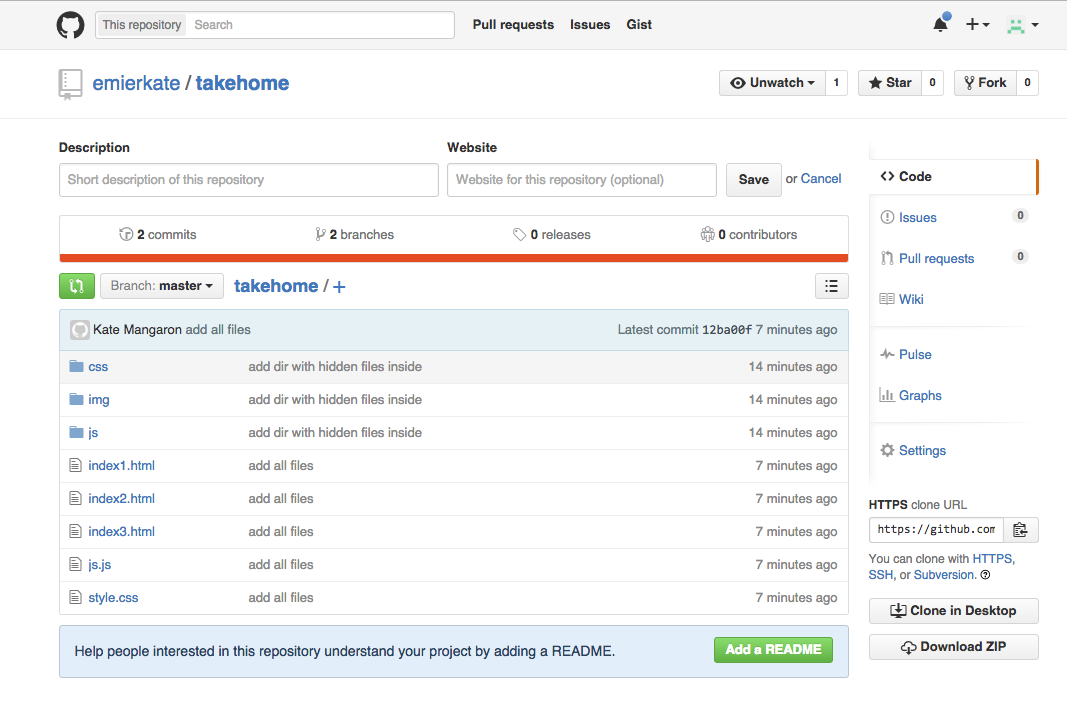 This repository Search Pull requests Issues Gist
emierkate / takehome Unwatch 1 Star 0 Fork 0
Description Website
Short description of this repository Website for this repository (optional) Save or Cancel
2 commits 2 branches 0 releases 0 contributors
Branch: master takehome / +
Kate Mangaron add all files Latest commit 12ba00f 7 minutes ago
css add dir with hidden files inside 14 minutes ago
img add dir with hidden files inside 14 minutes ago
js add dir with hidden files inside 14 minutes ago
index1.html add all files 7 minutes ago
index2.html add all files 7 minutes ago
index3.html add all files 7 minutes ago
js.js add all files 7 minutes ago
style.css add all files 7 minutes ago
Help people interested in this repository understand your project by adding a README. Add a README
Code
Issues 0
Pull requests 0
Wiki
Pulse
Graphs
Settings
HTTPS clone URL
https://github.com
You can clone with HTTPS,
SSH, or Subversion.
Clone in Desktop
Download ZIP